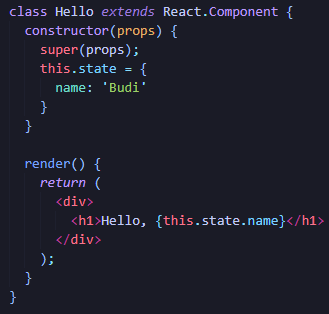 class Hello extends React.Component {
  constructor(props) {
    super(props);
    this.state = {
      name: 'Budi'
    }
  }

  render() {
    return (
      <div>
        <h1>Hello, {this.state.name}</h1>
      </div>
    );
  }
}